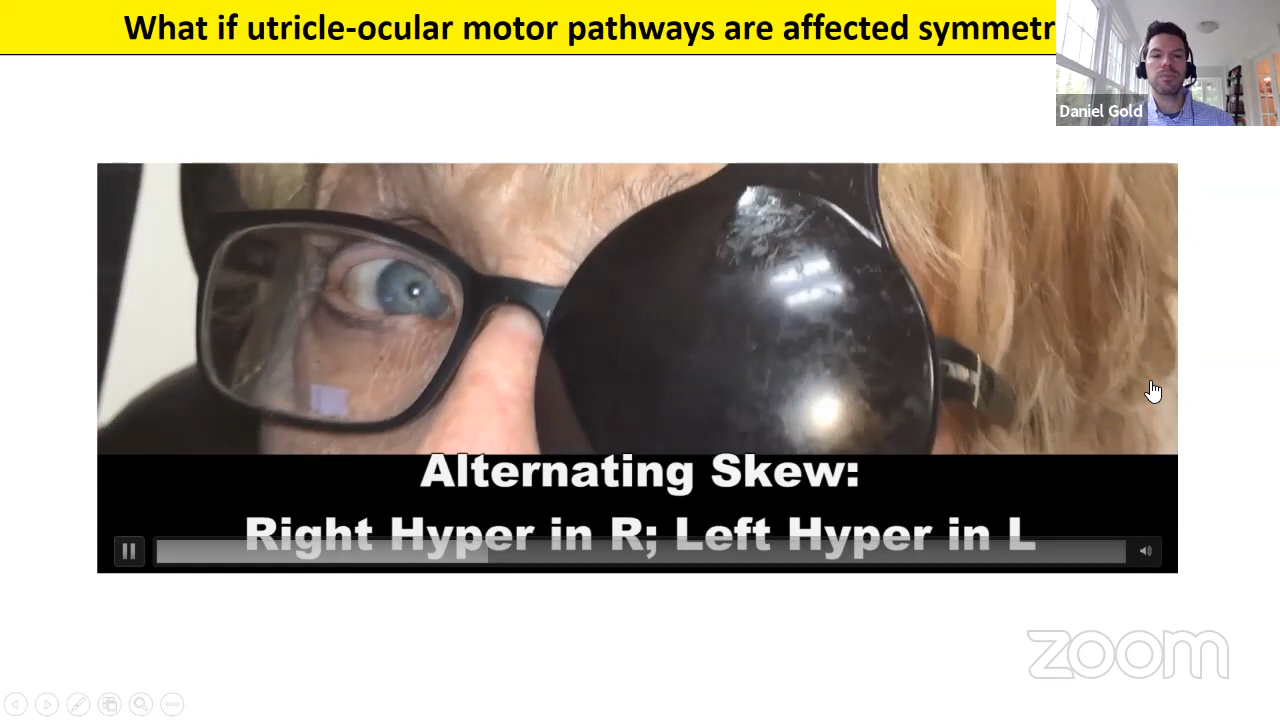 What if utricle-ocular motor pathways are affected symmetr
Daniel Gold
Alternating Skew:
Right Hyper in R; Left Hyper in L
zoom